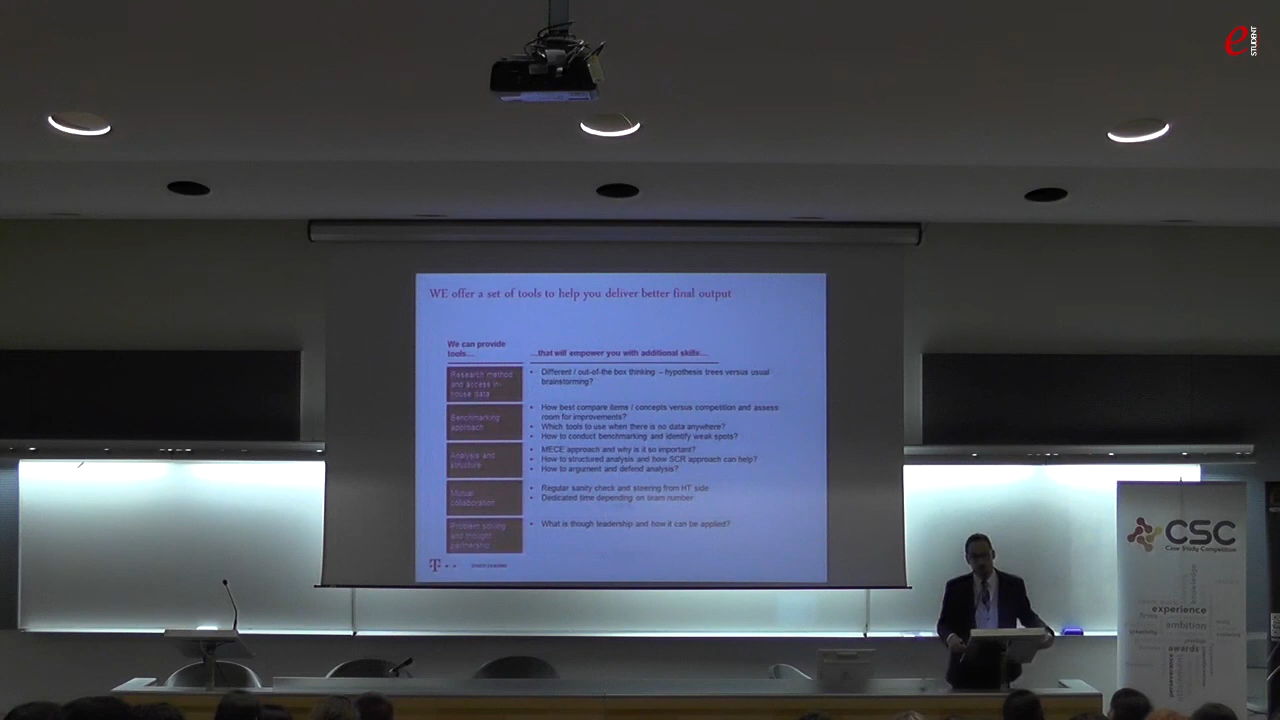 e
STUDENT
WE offer a set of tools to help you deliver better final output
We can provide
tools...
...that will empower you with additional skills...
Research method
and access in-
house data
• Different / out-of-the box thinking – hypothesis trees versus usual
brainstorming?
Benchmarking
approach
• How best compare items / concepts versus competition and assess
room for improvements?
• Which tools to use when there is no data anywhere?
• How to conduct benchmarking and identify weak spots?
Analysis and
structure
• MECE approach and why is it so important?
• How to structured analysis and how SCR approach can help?
• How to argument and defend analysis?
Mutual
collaboration
• Regular sanity check and steering from HT side
• Dedicated time depending on team number
Problem solving
and thought
partnership
• What is though leadership and how it can be applied?
T
CSC
Case Study Competition
knowledge
experience
ambition
creativity
awards